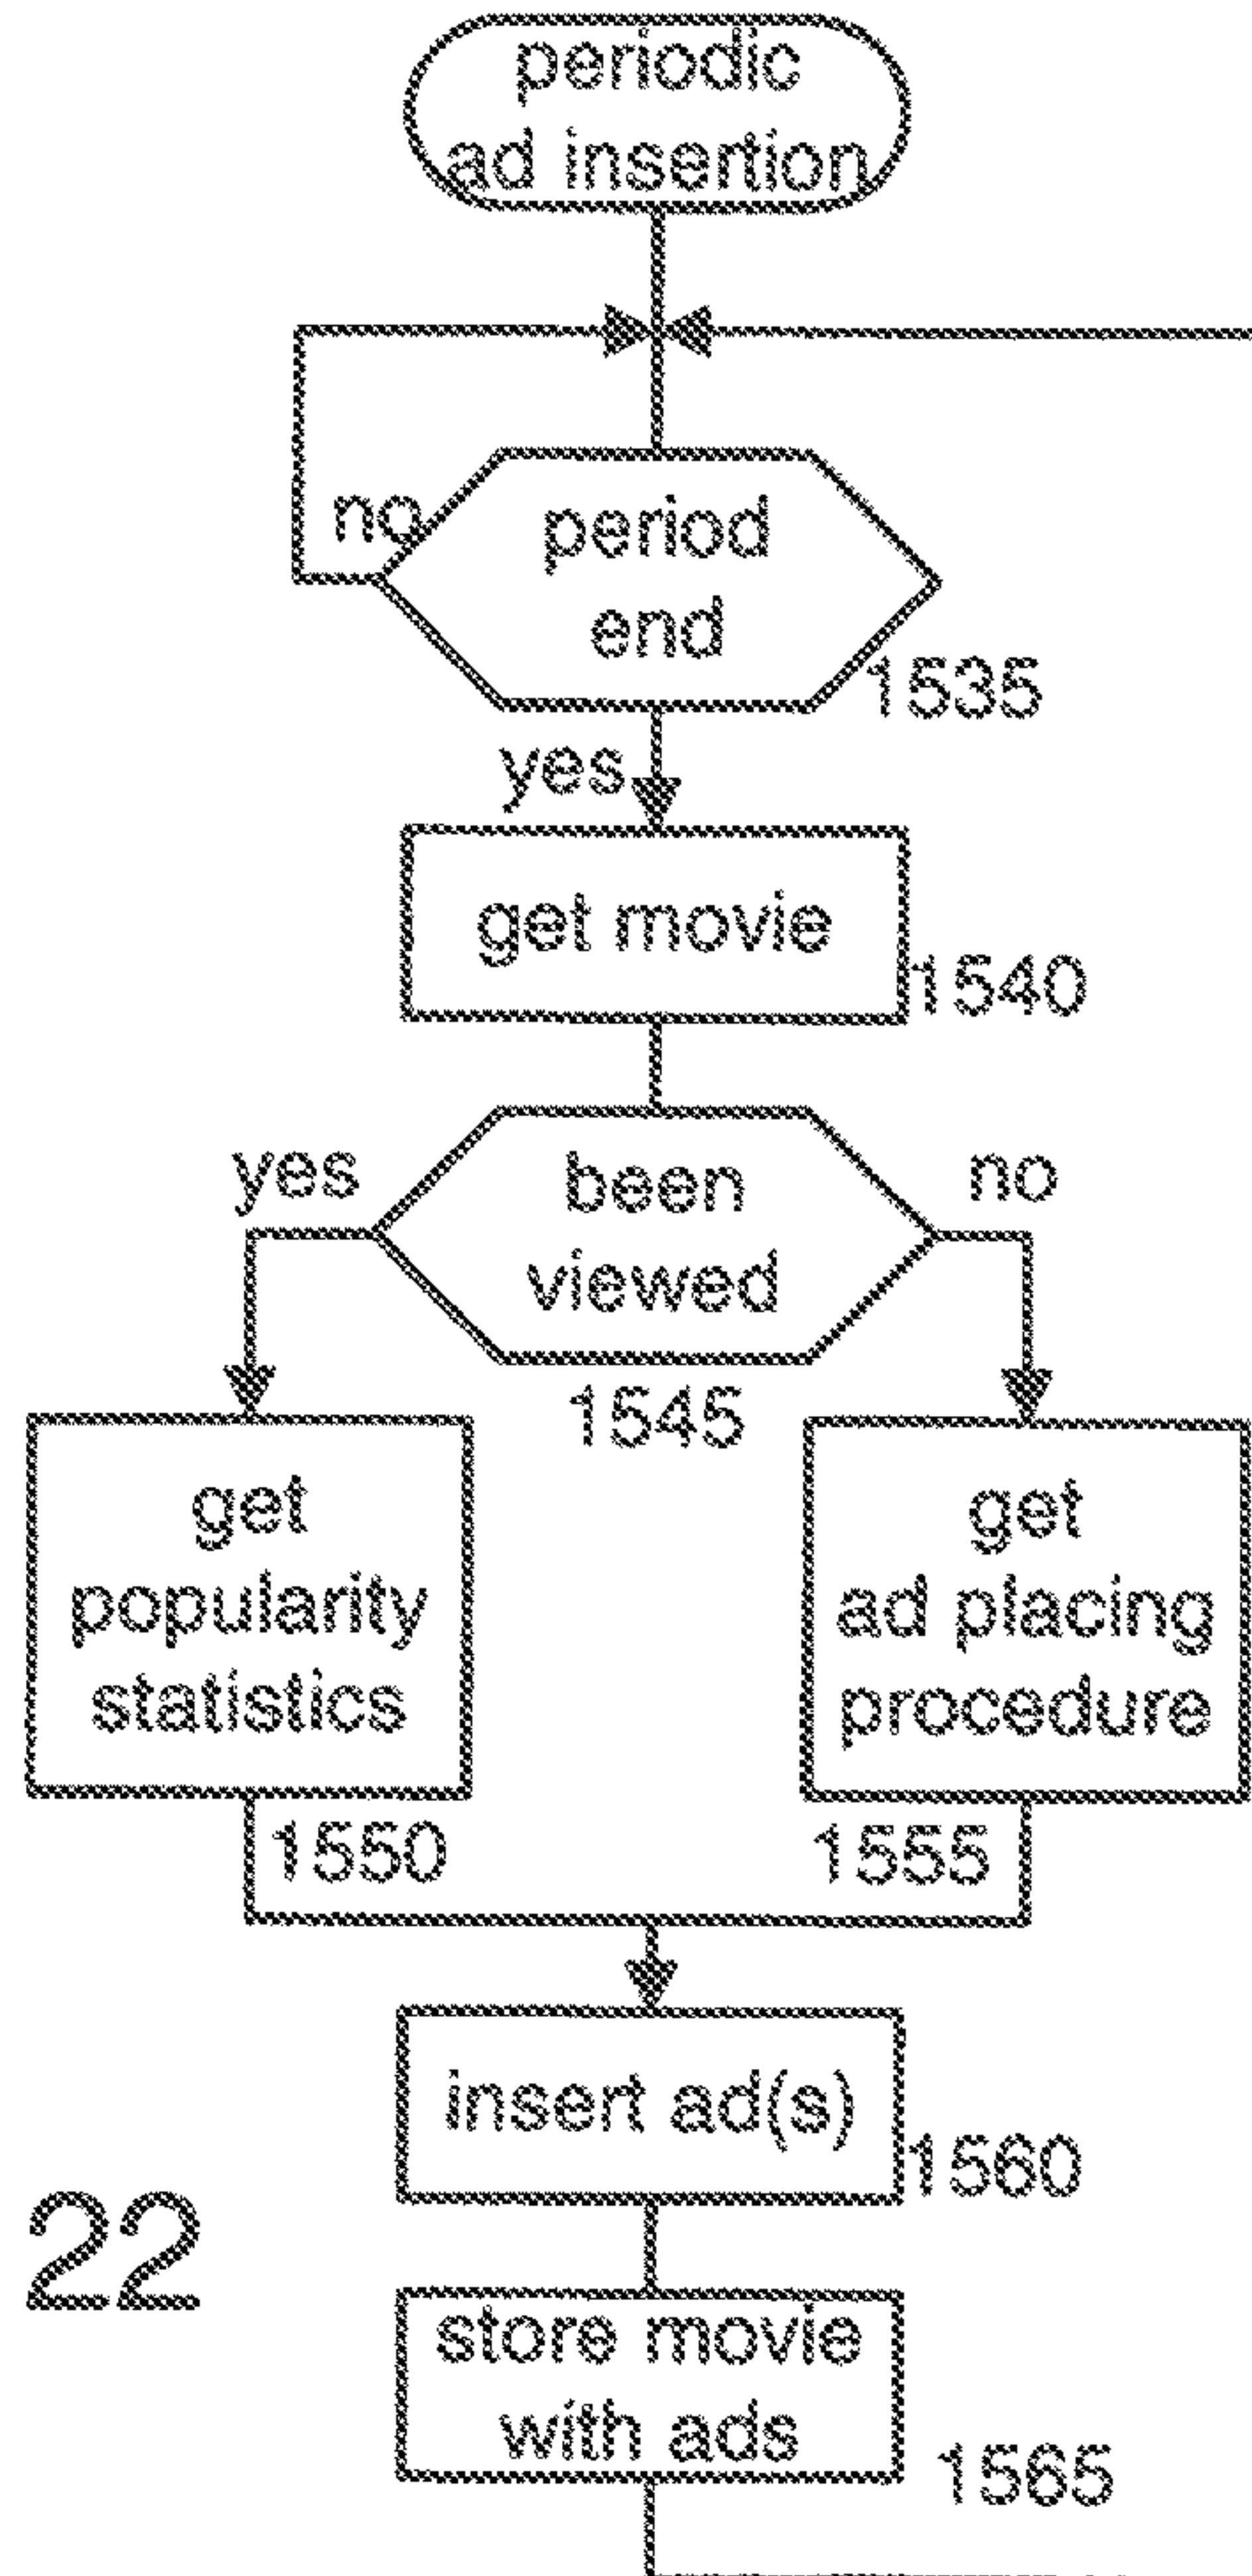 periodic
ad insertion
no
period
end
1535
yes
get movie
1540
yes
been
viewed
no
1545
get
popularity
statistics
get
ad placing
procedure
1550
1555
insert ad(s)
1560
22
store movie
with ads
1565